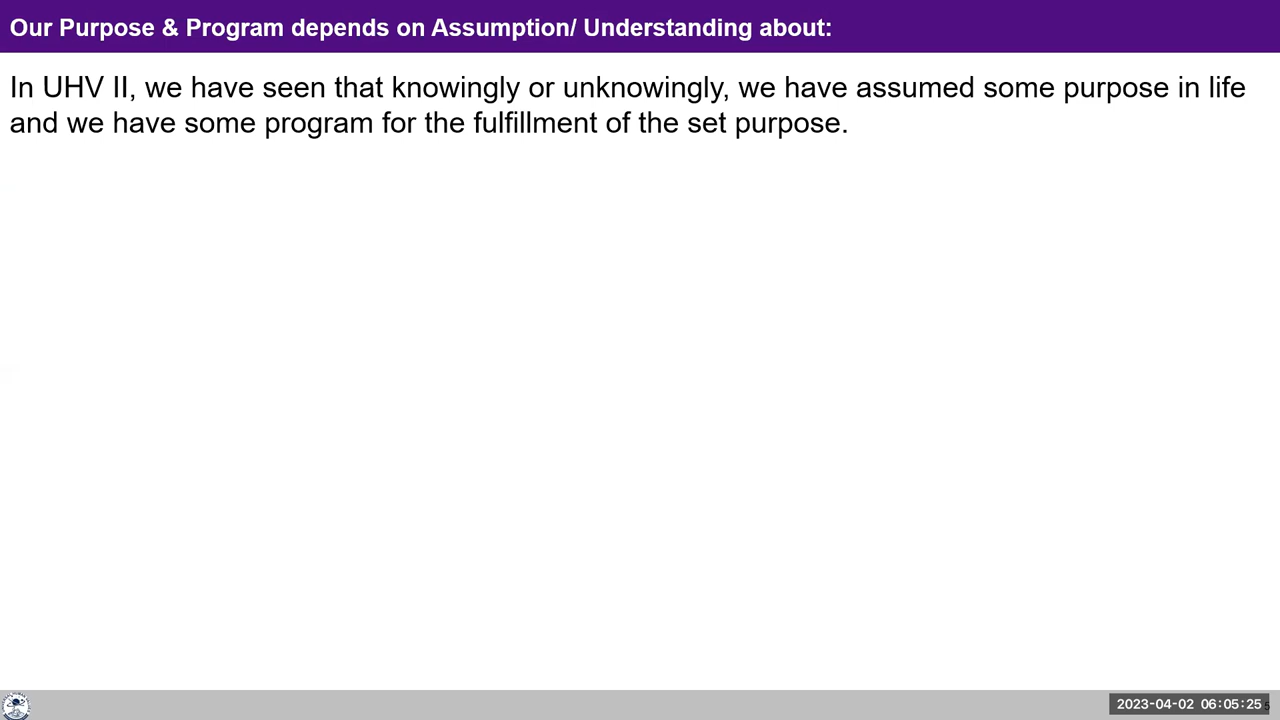 Our Purpose & Program depends on Assumption/ Understanding about:
In UHV II, we have seen that knowingly or unknowingly, we have assumed some purpose in life
and we have some program for the fulfillment of the set purpose.
2023-04-02 06:05:25
5